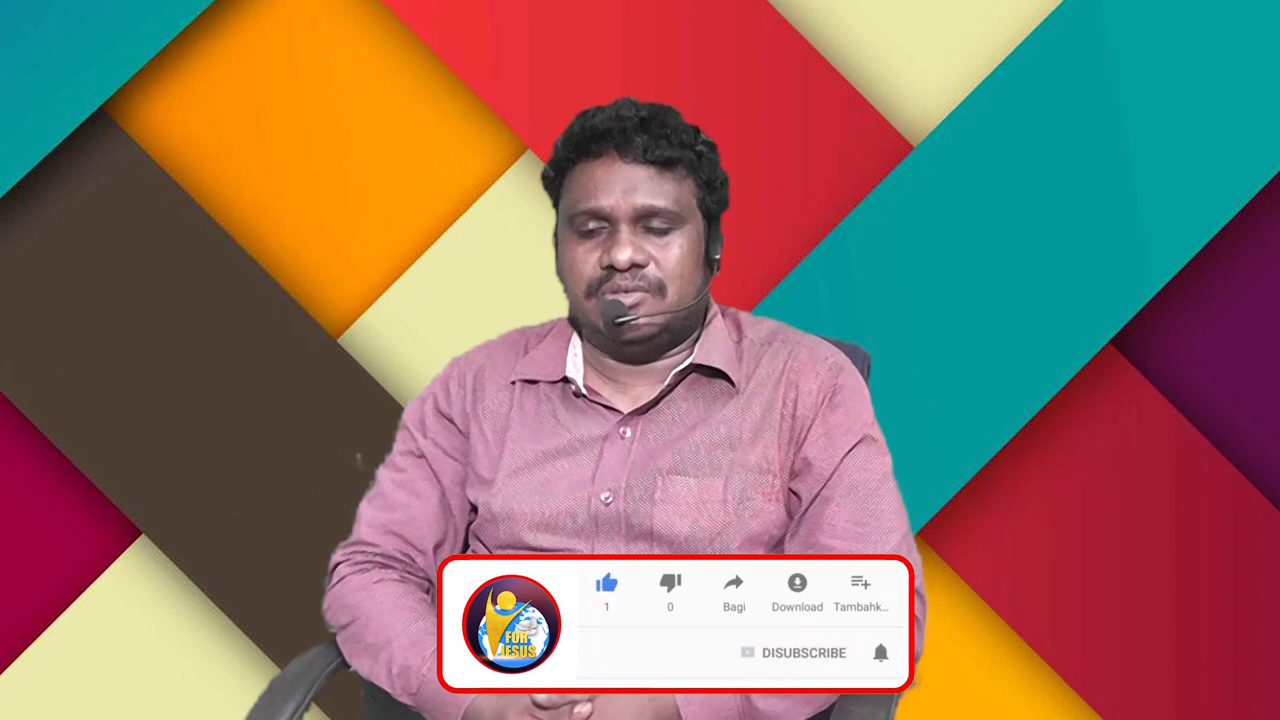 FOR
JESUS
1
0
Bagi
Download
Tambahk...
DISUBSCRIBE